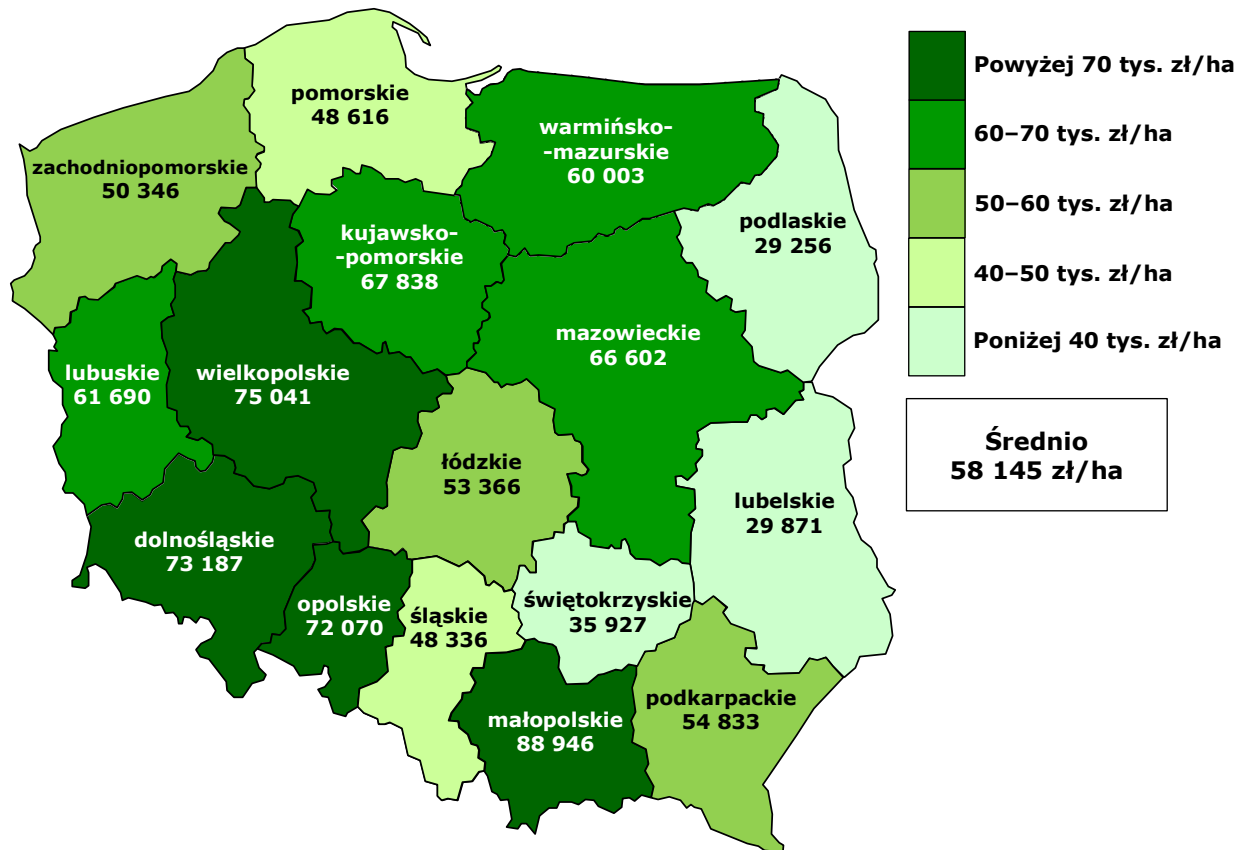 pomorskie
48 616
warmińsko-
-mazurskie
60 003
zachodniopomorskie
50 346
podlaskie
29 256
kujawsko-
-pomorskie
67 838
mazowieckie
66 602
lubuskie
61 690
wielkopolskie
75 041
łódzkie
53 366
lubelskie
29 871
dolnośląskie
73 187
opolskie
72 070
śląskie
48 336
świętokrzyskie
35 927
podkarpackie
54 833
małopolskie
88 946
Powyżej 70 tys. zł/ha
60–70 tys. zł/ha
50–60 tys. zł/ha
40–50 tys. zł/ha
Poniżej 40 tys. zł/ha
Średnio
58 145 zł/ha